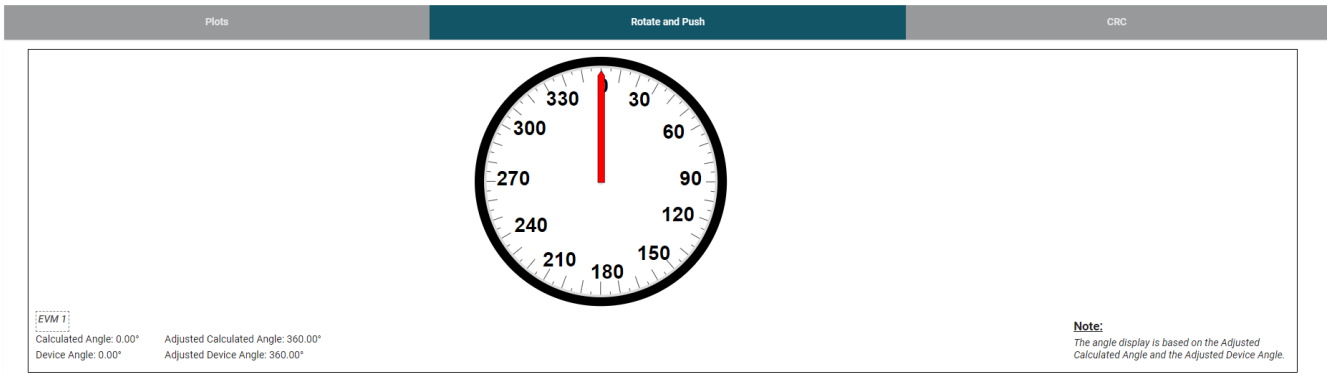 Plots
Rotate and Push
CRC
0
30
60
90
120
150
180
210
240
270
300
330
EVM 1
Calculated Angle: 0.00° Adjusted Calculated Angle: 360.00°
Device Angle: 0.00° Adjusted Device Angle: 360.00°
Note:
The angle display is based on the Adjusted
Calculated Angle and the Adjusted Device Angle.